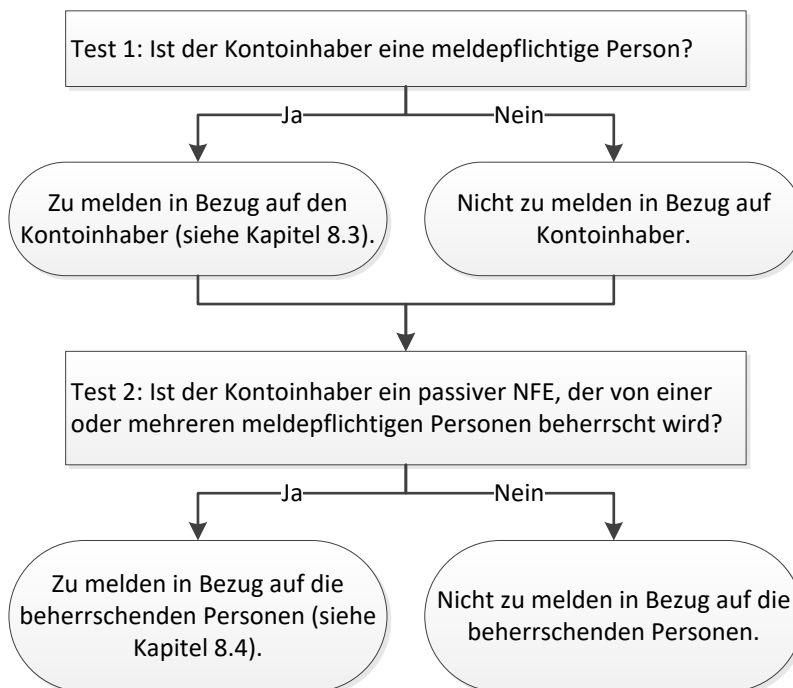 Test 1: Ist der Kontoinhaber eine meldepflichtige Person?
Ja
Nein
Zu melden in Bezug auf den
Kontoinhaber (siehe Kapitel 8.3).
Nicht zu melden in Bezug auf
Kontoinhaber.
Test 2: Ist der Kontoinhaber ein passiver NFE, der von einer
oder mehreren meldepflichtigen Personen beherrscht wird?
Ja
Nein
Zu melden in Bezug auf die
beherrschenden Personen (siehe
Kapitel 8.4).
Nicht zu melden in Bezug auf die
beherrschenden Personen.